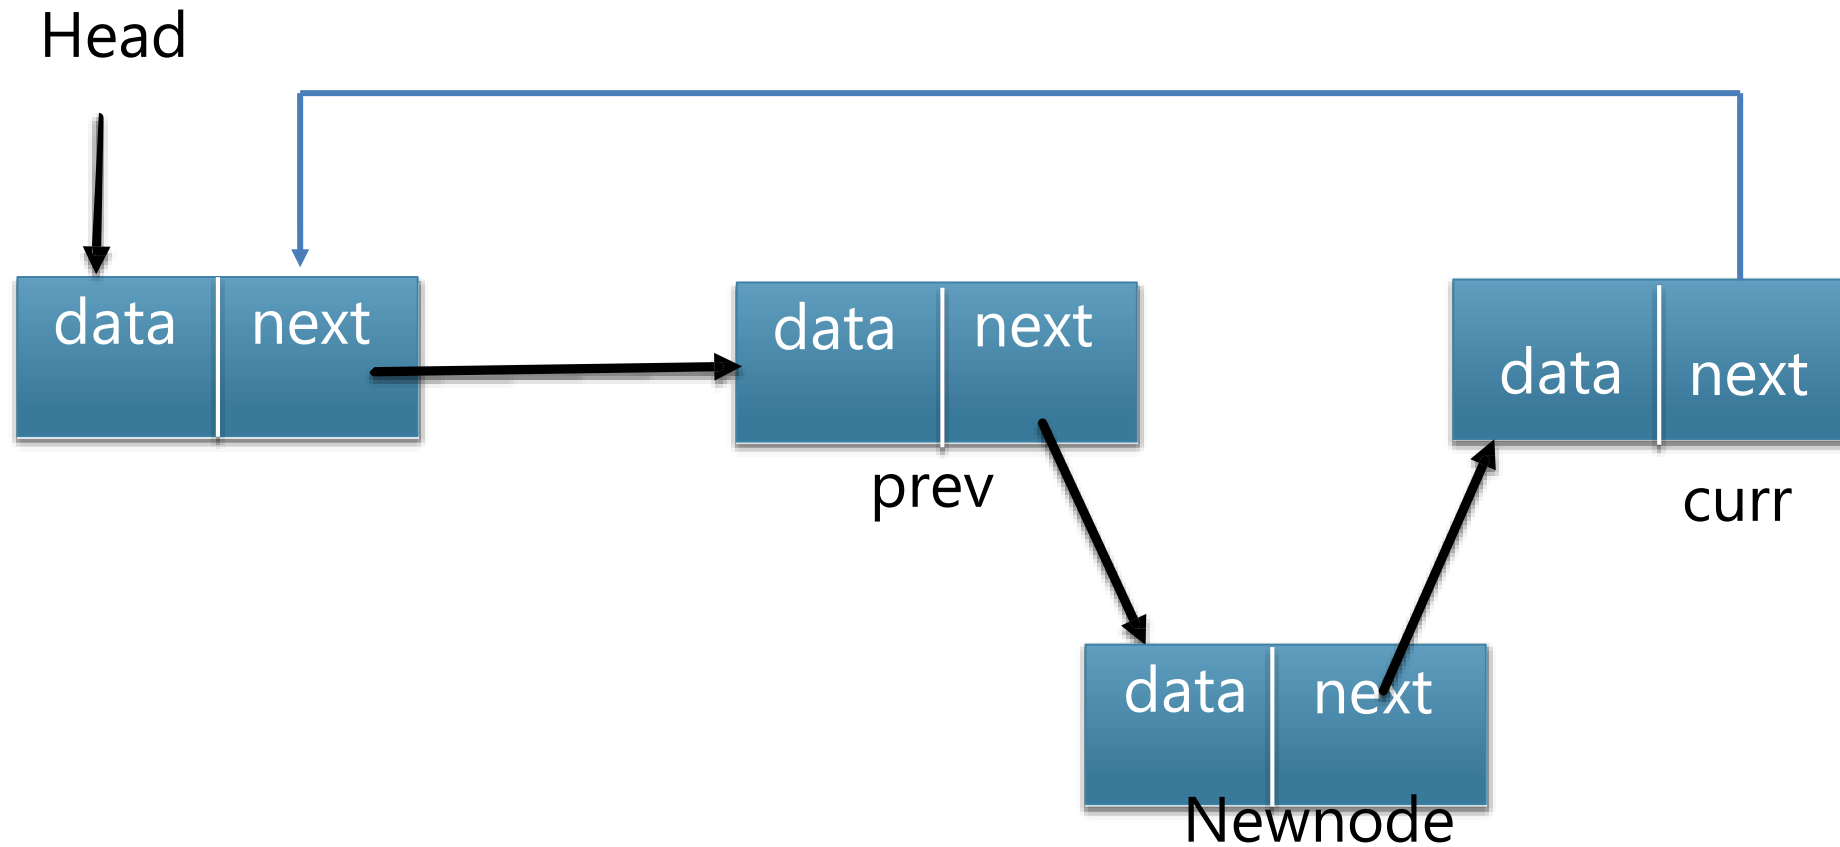 Head
data next
data next
data next
prev
curr
data next
Newnode